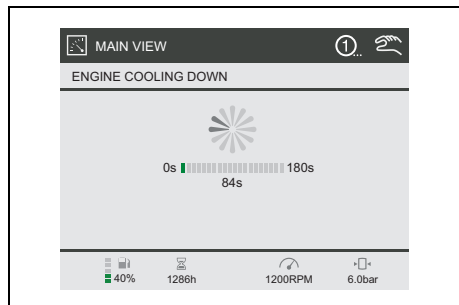 MAIN VIEW 1...
ENGINE COOLING DOWN
0s 180s
84s
40% 1286h 1200RPM 6.0bar